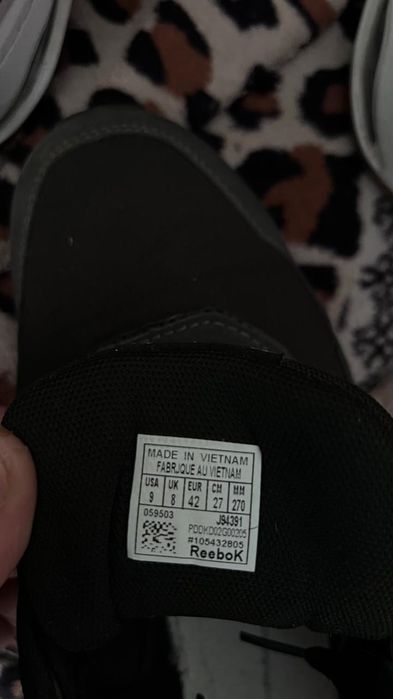 MADE IN VIETNAM
FABRJQUE AU VIETNAM
USA UK EUR CM MM
9 8 42 27 270
059503 J94391
PDDKD02G00205
#105432805
ReeboK